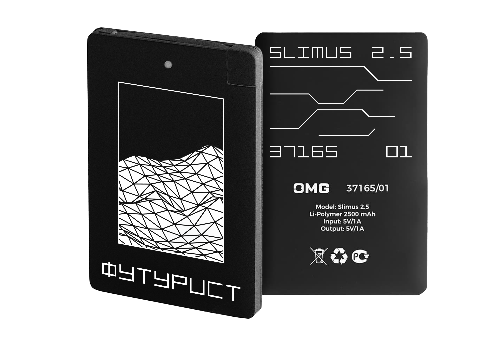 ФУТУРИСТ
SLIMUS 2.5
37165 01
OMG 37165/01
Model: Slimus 2.5
Li-Polymer 2500 mAh
Input: 5V/1A
Output: 5V/1A